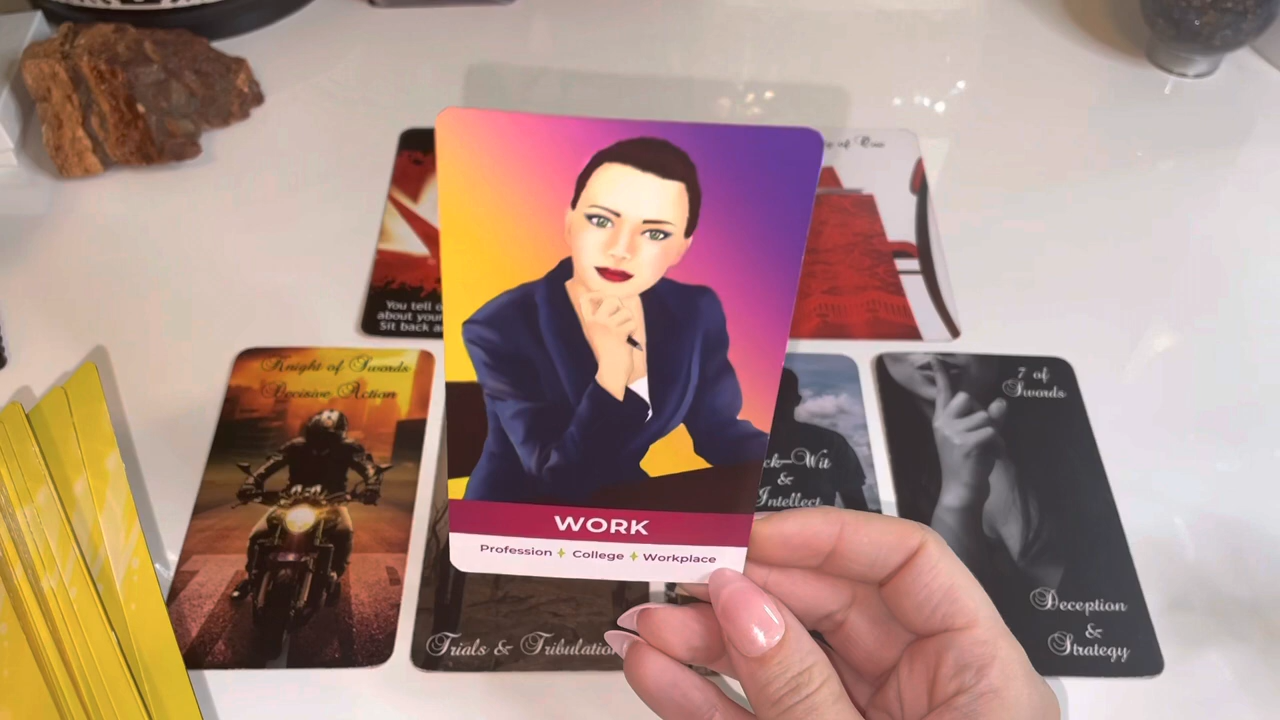 You tell
about your
Sit back
Knight of Swords
Decisive Action
WORK
Profession + College + Workplace
Trials &
&
Intellect
7 of
Swords
Deception
&
Strategy